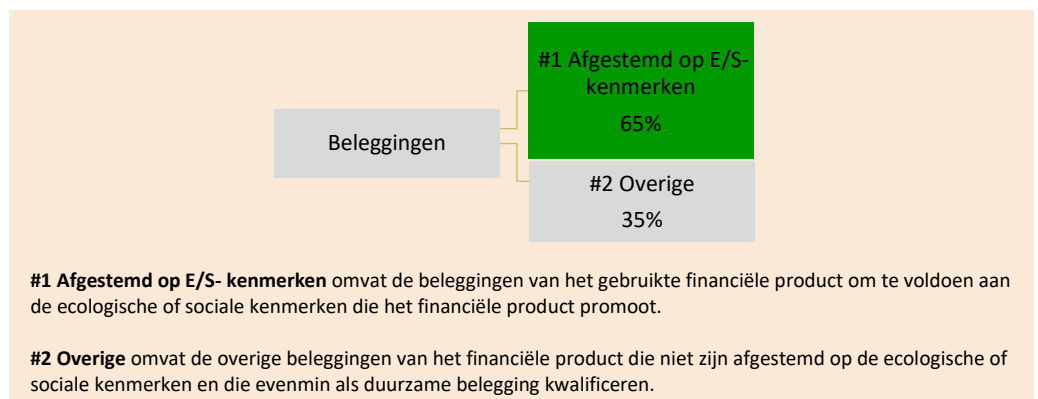 #1 Afgestemd op E/S-
kenmerken
65%
Beleggingen
#2 Overige
35%
#1 Afgestemd op E/S- kenmerken omvat de beleggingen van het gebruikte financiële product om te voldoen aan
de ecologische of sociale kenmerken die het financiële product promoot.
#2 Overige omvat de overige beleggingen van het financiële product die niet zijn afgestemd op de ecologische of
sociale kenmerken en die evenmin als duurzame belegging kwalificeren.